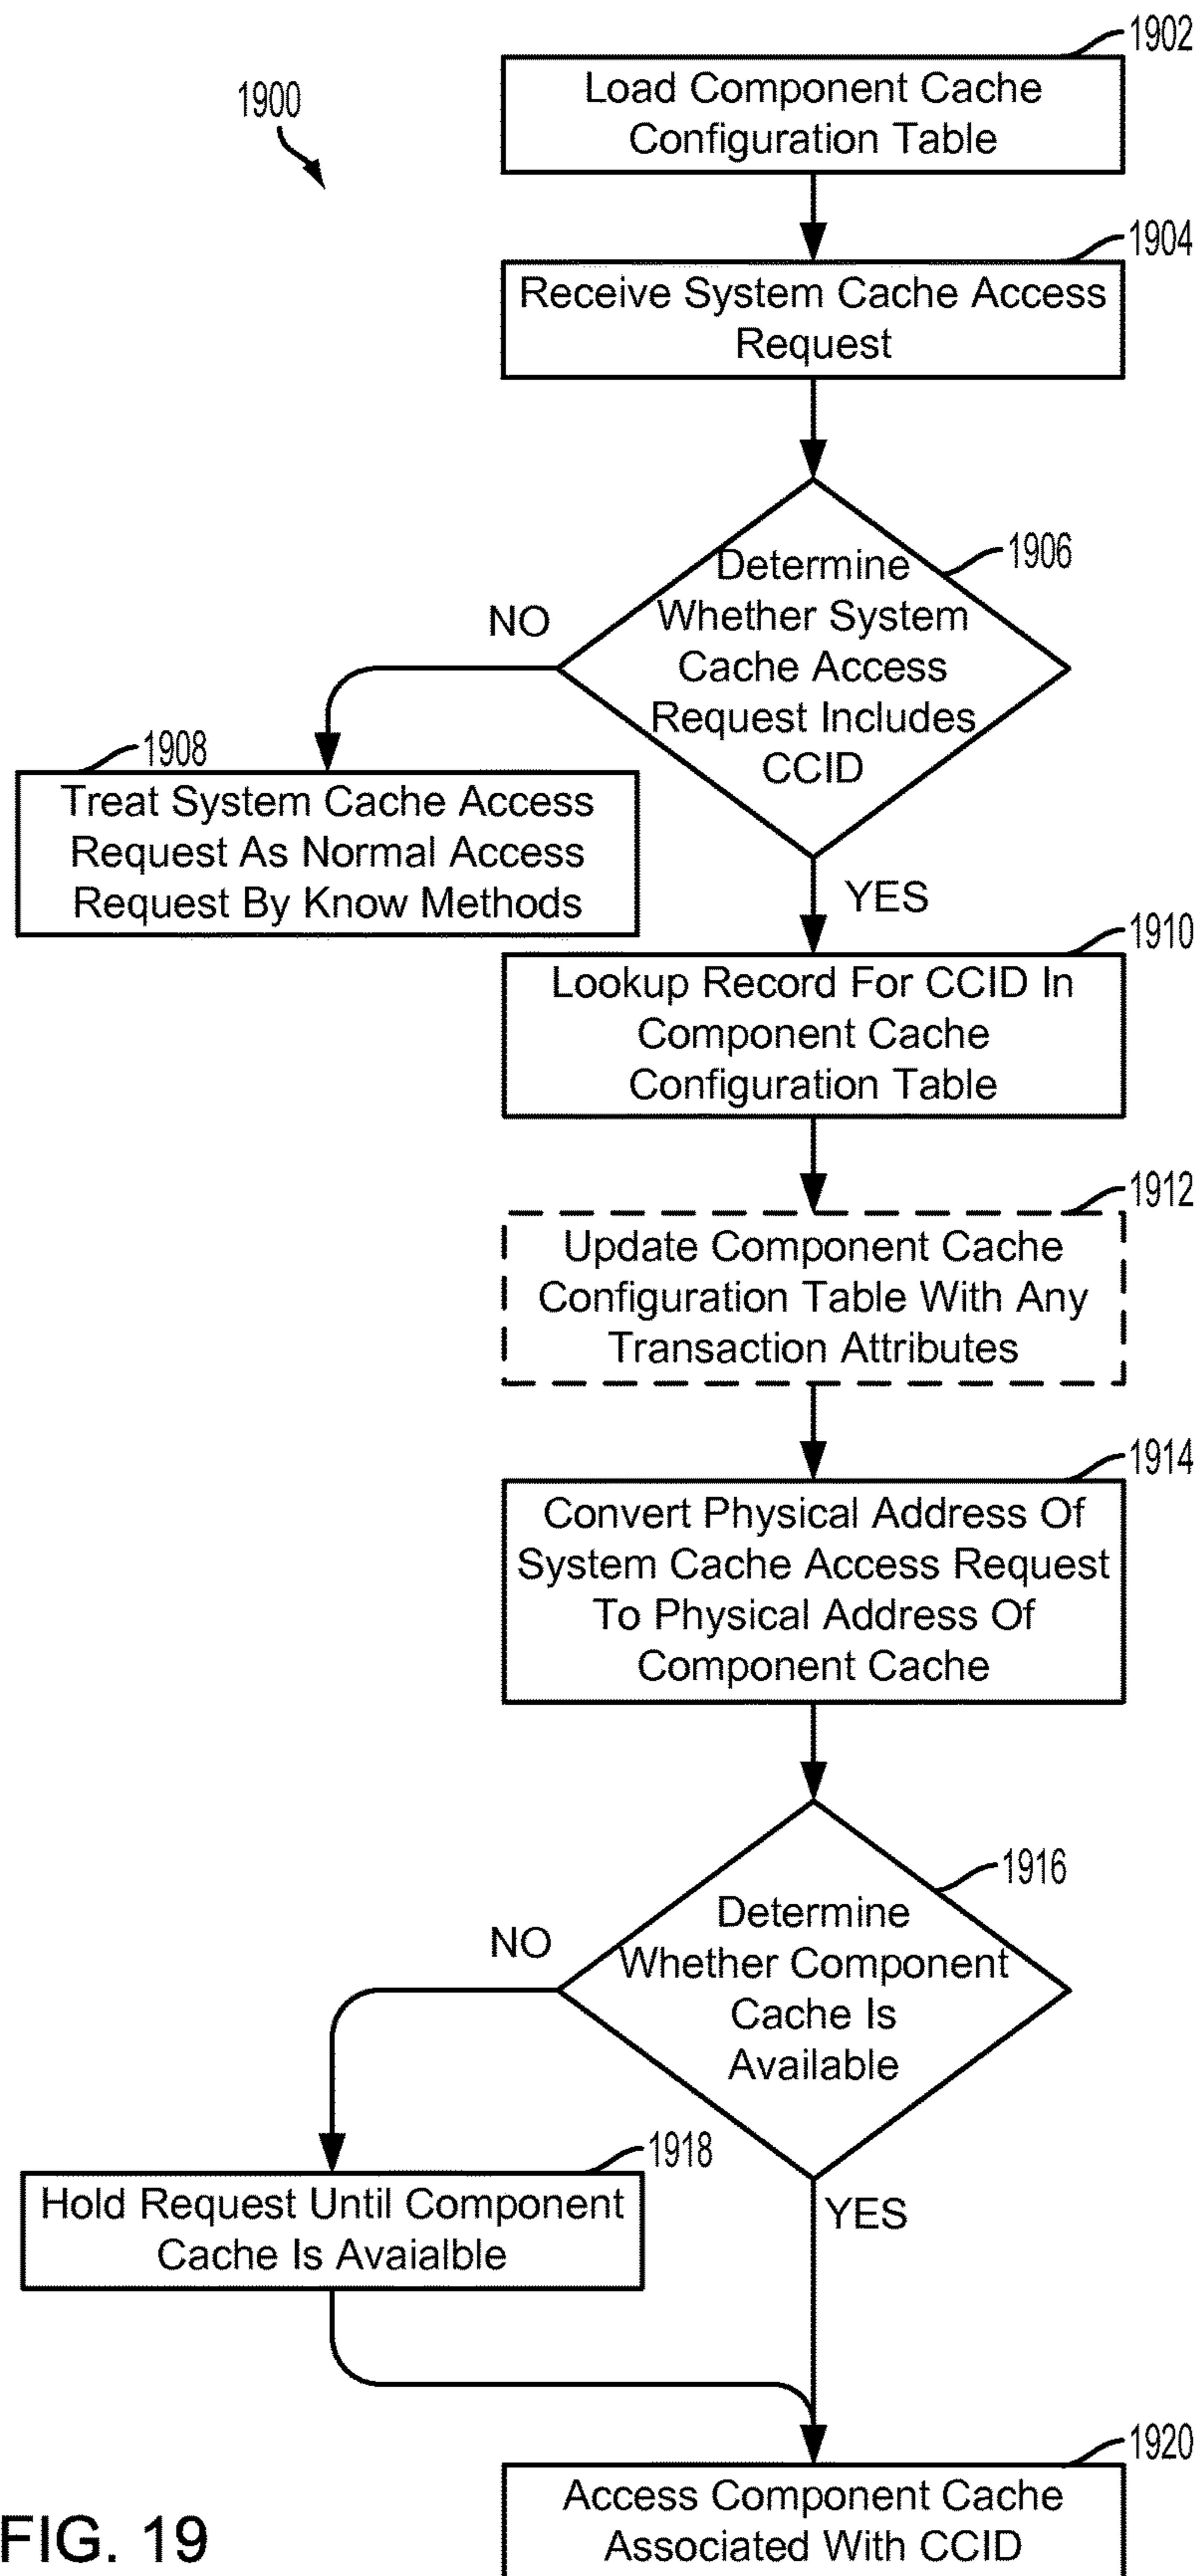 1902
Load Component Cache
Configuration Table
1900
1904
Receive System Cache Access
Request
1906
Determine
Whether System
Cache Access
Request Includes
CCID
NO
1908
Treat System Cache Access
Request As Normal Access
Request By Know Methods
YES
1910
Lookup Record For CCID In
Component Cache
Configuration Table
1912
Update Component Cache
Configuration Table With Any
Transaction Attributes
1914
Convert Physical Address Of
System Cache Access Request
To Physical Address Of
Component Cache
1916
Determine
Whether Component
Cache Is
Available
NO
1918
Hold Request Until Component
Cache Is Avaialble
YES
1920
Access Component Cache
Associated With CCID
FIG. 19